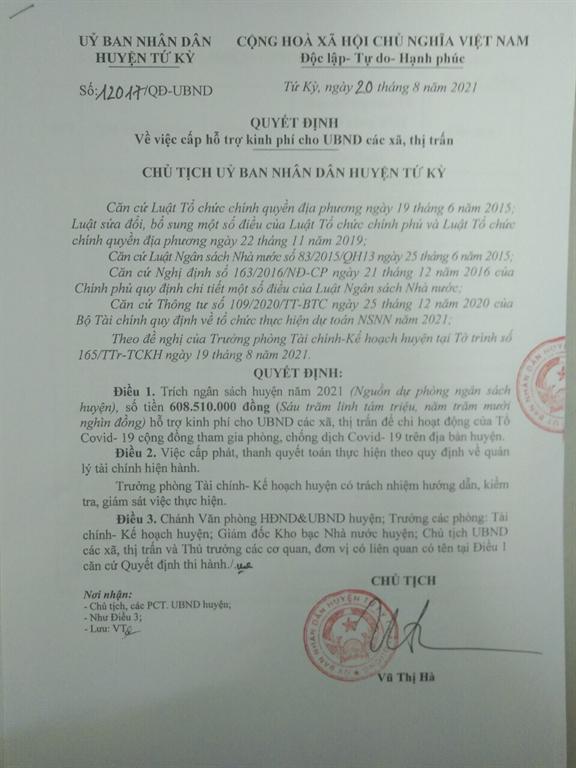 UỶ BAN NHÂN DÂN
HUYỆN TỨ KỲ
CỘNG HOÀ XÃ HỘI CHỦ NGHĨA VIỆT NAM
Độc lập- Tự do- Hạnh phúc
Số:12017/QĐ-UBND
Tứ Kỳ, ngày 20 tháng 8 năm 2021
QUYẾT ĐỊNH
Về việc cấp hỗ trợ kinh phí cho UBND các xã, thị trấn
CHỦ TỊCH UỶ BAN NHÂN DÂN HUYỆN TỨ KỲ
Căn cứ Luật Tổ chức chính quyền địa phương ngày 19 tháng 6 năm 2015;
Luật sửa đổi, bổ sung một số điều của Luật Tổ chức chính phủ và Luật Tổ chức
chính quyền địa phương ngày 22 tháng 11 năm 2019;
Căn cứ Luật Ngân sách Nhà nước số 83/2015/QH13 ngày 25 tháng 6 năm 2015;
Căn cứ Nghị định số 163/2016/NĐ-CP ngày 21 tháng 12 năm 2016 của
Chính phủ quy định chi tiết một số điều của Luật Ngân sách Nhà nước;
Căn cứ Thông tư số 109/2020/TT-BTC ngày 25 tháng 12 năm 2020 của
Bộ Tài chính quy định về tổ chức thực hiện dự toán NSNN năm 2021;
Theo đề nghị của Trưởng phòng Tài chính-Kế hoạch huyện tại Tờ trình số
165/TTr-TCKH ngày 19 tháng 8 năm 2021.
QUYẾT ĐỊNH:
Điều 1. Trích ngân sách huyện năm 2021 (Nguồn dự phòng ngân sách
huyện), số tiền 608.510.000 đồng (Sáu trăm linh tám triệu, năm trăm mười
nghìn đồng) hỗ trợ kinh phí cho UBND các xã, thị trấn để chi hoạt động của Tổ
Covid- 19 cộng đồng tham gia phòng, chống dịch Covid- 19 trên địa bàn huyện.
Điều 2. Việc cấp phát, thanh quyết toán thực hiện theo quy định về quản
lý tài chính hiện hành.
Trưởng phòng Tài chính- Kế hoạch huyện có trách nhiệm hướng dẫn, kiểm
tra, giám sát việc thực hiện.
Điều 3. Chánh Văn phòng HĐND&UBND huyện; Trưởng các phòng: Tài
chính- Kế hoạch huyện; Giám đốc Kho bạc Nhà nước huyện; Chủ tịch UBND
các xã, thị trấn và Thủ trưởng các cơ quan, đơn vị có liên quan có tên tại Điều 1
căn cứ Quyết định thi hành./.
CHỦ TỊCH
Nơi nhận:
- Chủ tịch, các PCT. UBND huyện;
- Như Điều 3;
- Lưu: VT.
Vũ Thị Hà